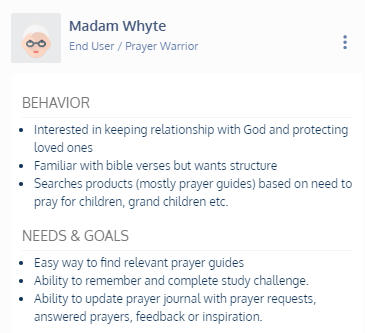 Madam Whyte
End User / Prayer Warrior
BEHAVIOR
• Interested in keeping relationship with God and protecting
loved ones
• Familiar with bible verses but wants structure
• Searches products (mostly prayer guides) based on need to
pray for children, grand children etc.
NEEDS & GOALS
• Easy way to find relevant prayer guides
• Ability to remember and complete study challenge.
• Ability to update prayer journal with prayer requests,
answered prayers, feedback or inspiration.